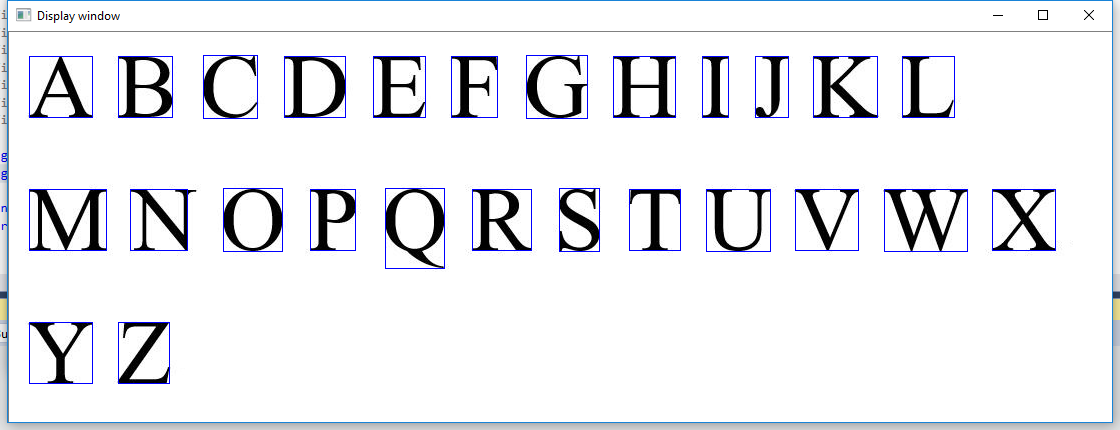 Display window
A B C D E F G H I J K L
M N O P Q R S T U V W X
Y Z